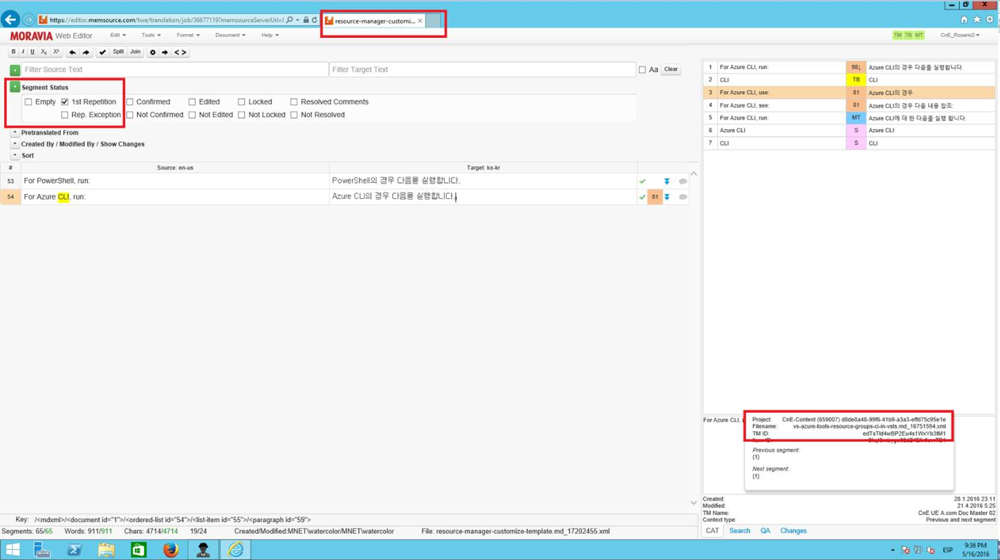 https://editor.memsource.com/twe/translation/job/36677119?memsourceServerUrl=
resource-manager-customi...
MORAVIA Web Editor Edit Tools Format Document Help TM TB MT CnE_Rosario2
B I U X₂ X² Split Join < >
Filter Source Text Filter Target Text Aa Clear
Segment Status
Empty 1st Repetition Confirmed Edited Locked Resolved Comments
Rep. Exception Not Confirmed Not Edited Not Locked Not Resolved
Pretranslated From
Created By / Modified By / Show Changes
Sort
# Source: en-us Target: ko-kr
53 For PowerShell, run: PowerShell의 경우 다음을 실행합니다.
54 For Azure CLI, run: Azure CLI의 경우 다음을 실행합니다. 81
1 For Azure CLI, run: 98↓ Azure CLI의 경우 다음을 실행합니다.
2 CLI TB CLI
3 For Azure CLI, use: 81 Azure CLI의 경우
4 For Azure CLI, see: 81 Azure CLI의 경우 다음 내용 참조:
5 For Azure CLI, run: MT Azure CLI에 대 한 다음을 실행 합니다.
6 Azure CLI S Azure CLI
7 CLI S CLI
For Azure CLI,
Project: CnE-Content (659007) d8de8a48-99f6-41b9-a3a3-effd75c95e1e
Filename: vs-azure-tools-resource-groups-ci-in-vsts.md_16751594.xml
TM ID: edTsTld4wBP2Eu4s1WxYb3fM1
Previous segment:
{1}
Next segment:
{1}
Created: 28.1.2016 23:11
Modified: 21.4.2016 5:25
TM Name: CnE UE A.com Doc Master 02
Context type: Previous and next segment
CAT Search QA Changes
Key: /<mdxml>/<document id="1">/<ordered-list id="54">/<list-item id="55">/<paragraph id="59">
Segments: 65/65 Words: 911/911 Chars: 4714/4714 19/24 Created/Modified:MNET\watercolor/MNET\watercolor File: resource-manager-customize-template.md_17202455.xml
ESP 9:36 PM
5/16/2016